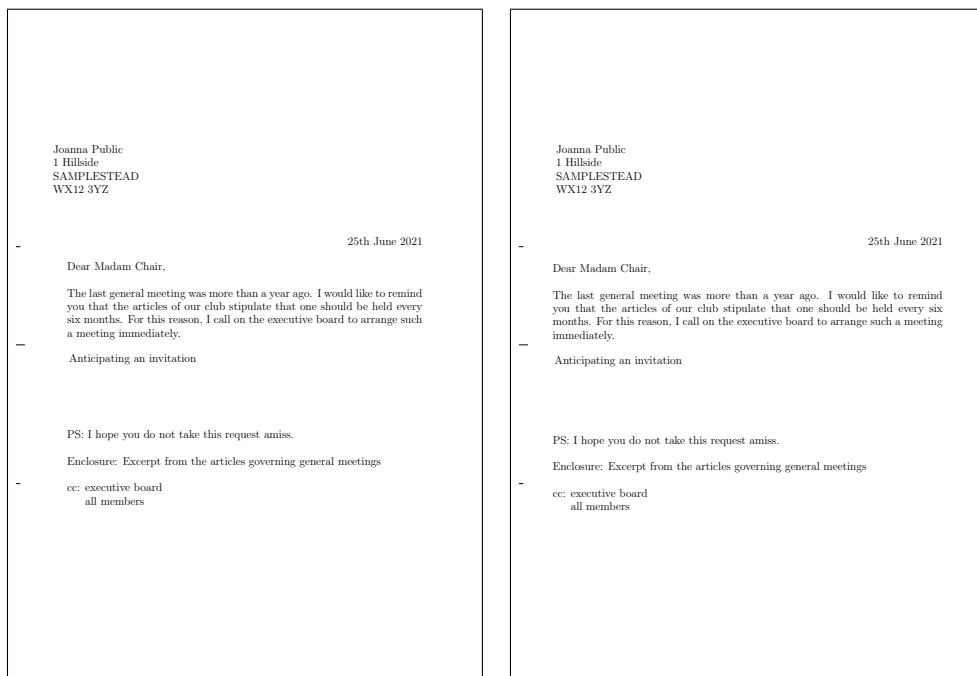 Joanna Public
1 Hillside
SAMPLESTEAD
WX12 3YZ
25th June 2021
Dear Madam Chair,
The last general meeting was more than a year ago. I would like to remind
you that the articles of our club stipulate that one should be held every
six months. For this reason, I call on the executive board to arrange such
a meeting immediately.
Anticipating an invitation
PS: I hope you do not take this request amiss.
Enclosure: Excerpt from the articles governing general meetings
cc: executive board
all members
Joanna Public
1 Hillside
SAMPLESTEAD
WX12 3YZ
25th June 2021
Dear Madam Chair,
The last general meeting was more than a year ago. I would like to remind
you that the articles of our club stipulate that one should be held every six
months. For this reason, I call on the executive board to arrange such a meeting
immediately.
Anticipating an invitation
PS: I hope you do not take this request amiss.
Enclosure: Excerpt from the articles governing general meetings
cc: executive board
all members